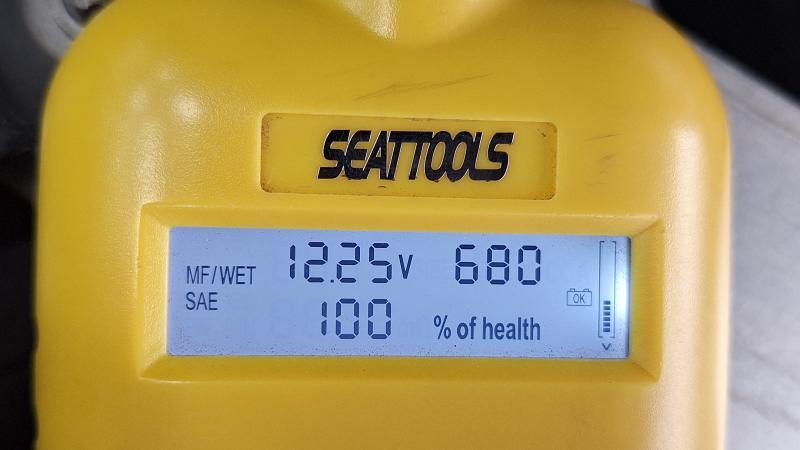 SEATTOOLS
MF/WET 12.25V 680
SAE OK
100 % of health